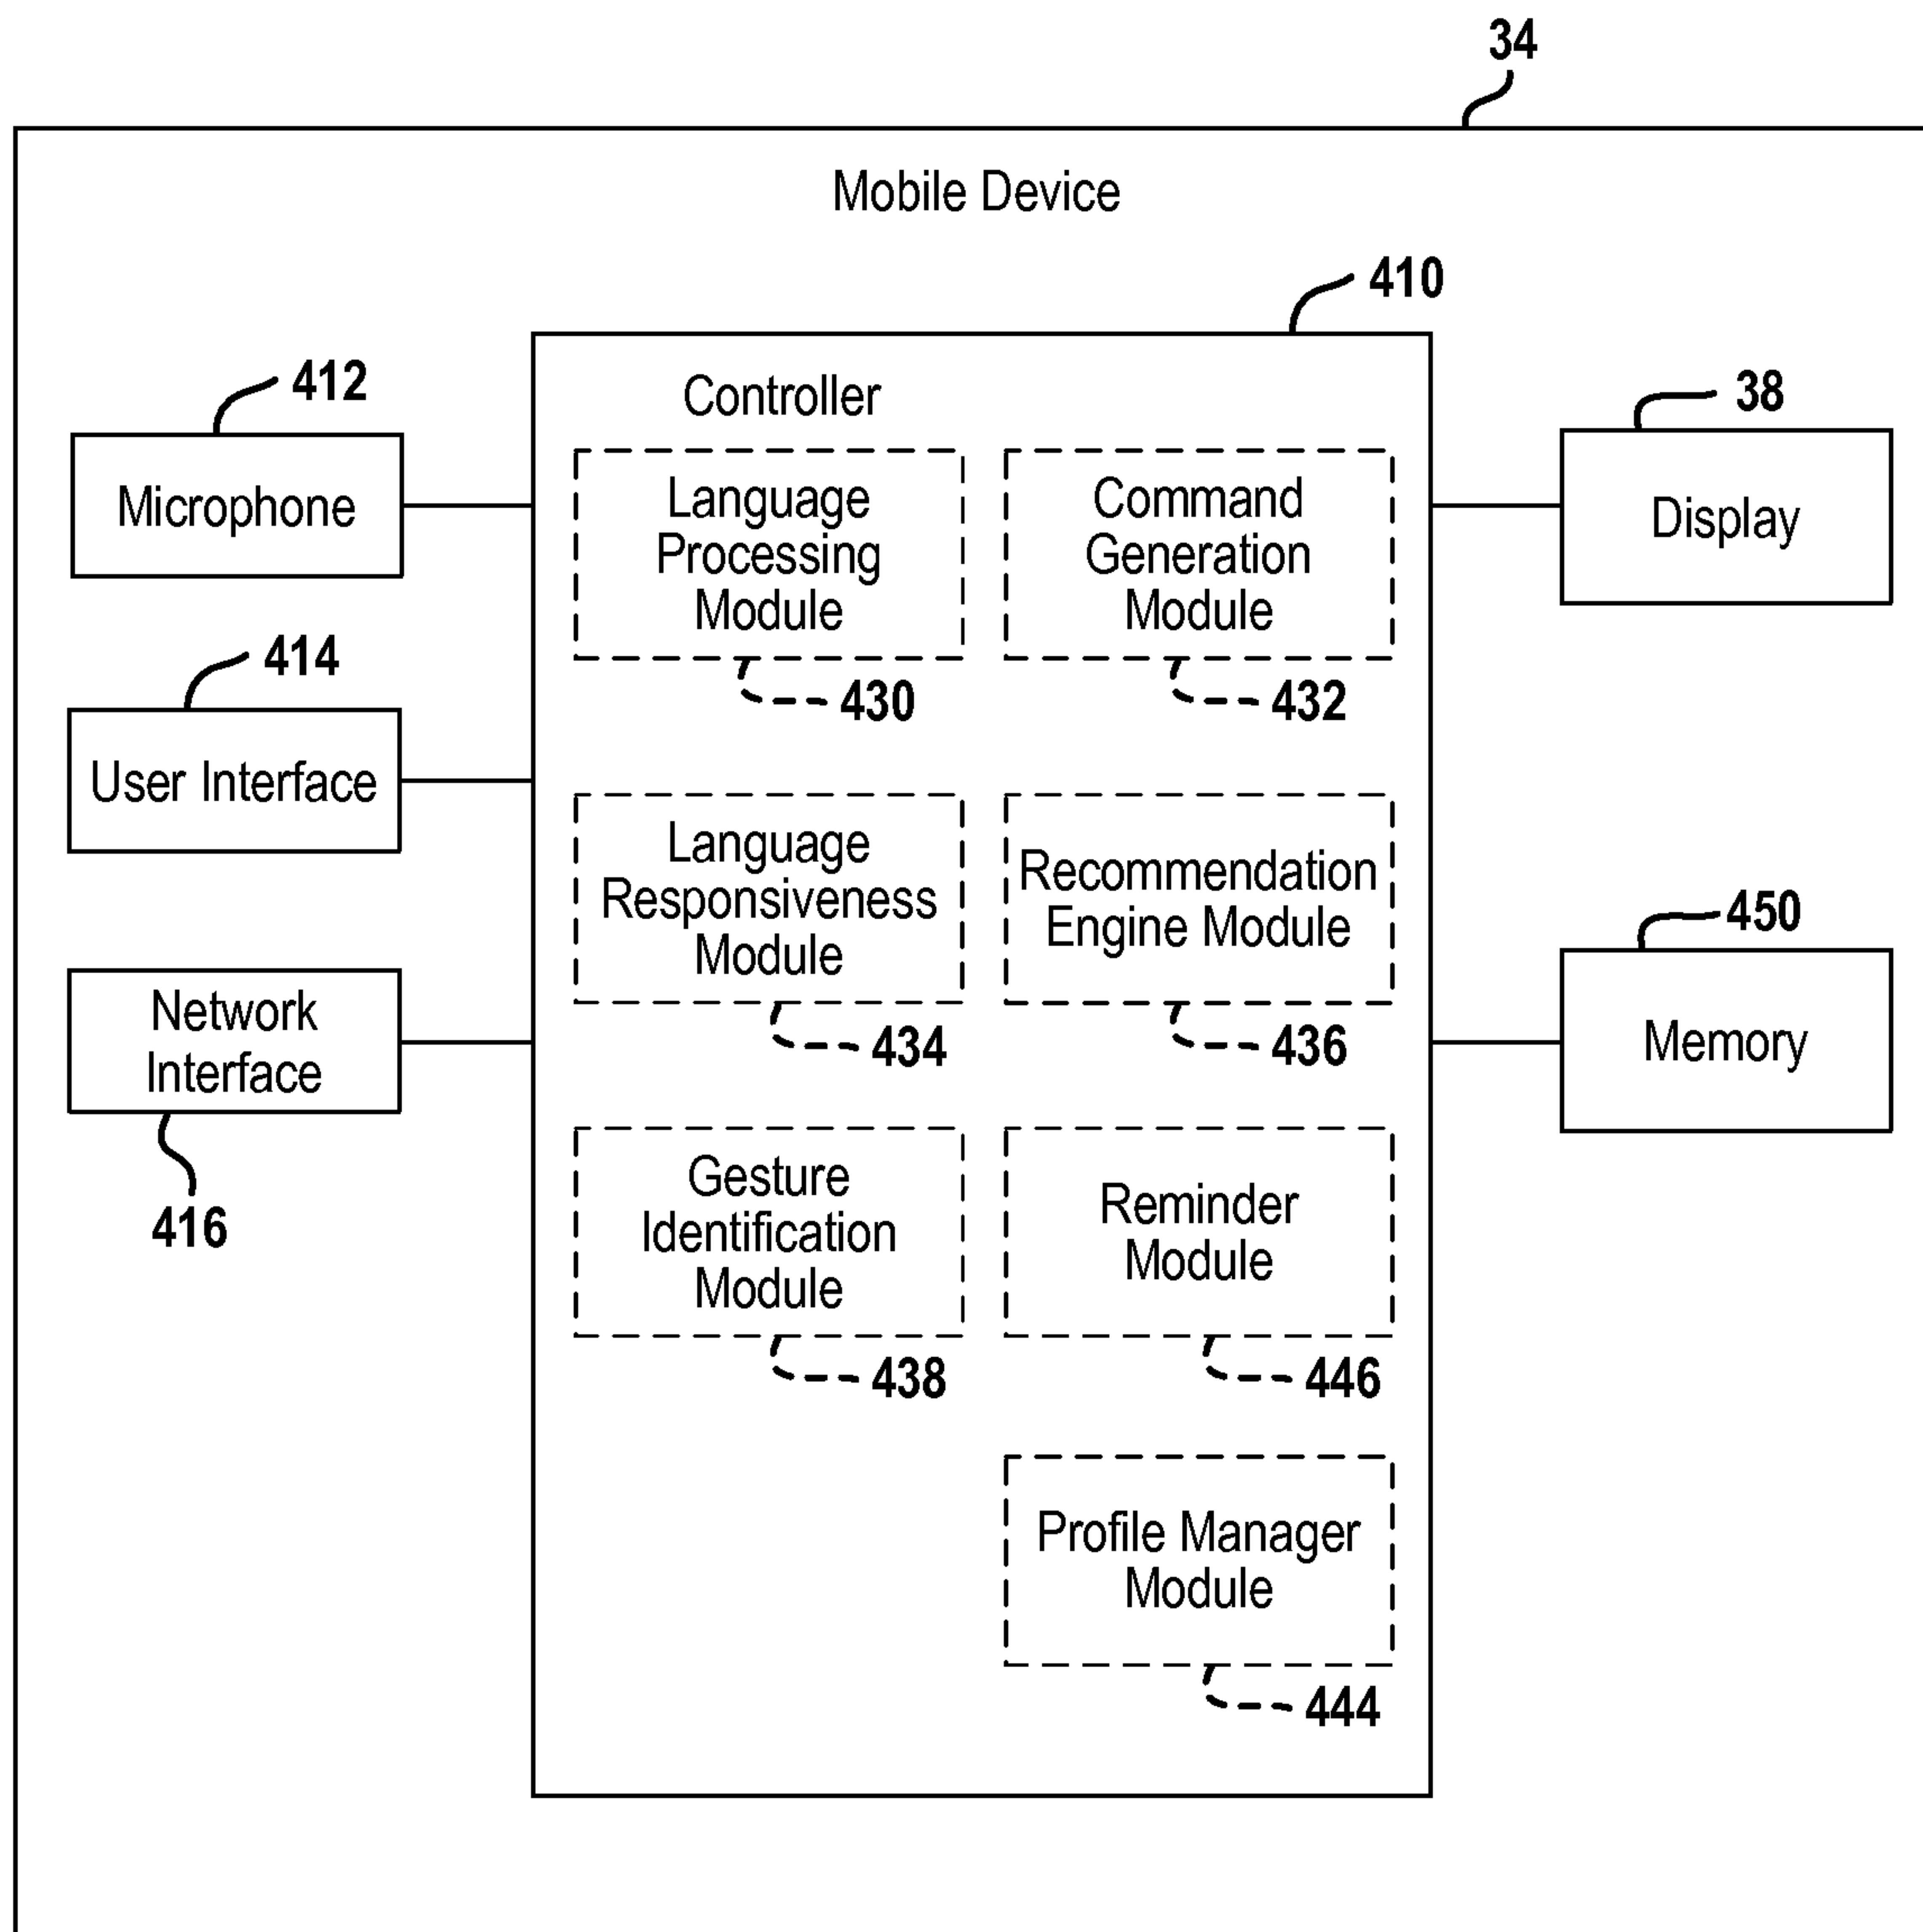 34
Mobile Device
410
412
Controller
38
Microphone
Language
Processing
Module
Command
Generation
Module
Display
430
432
414
User Interface
Language
Responsiveness
Module
Recommendation
Engine Module
450
434
436
Network
Interface
Memory
416
Gesture
Identification
Module
Reminder
Module
438
446
Profile Manager
Module
444